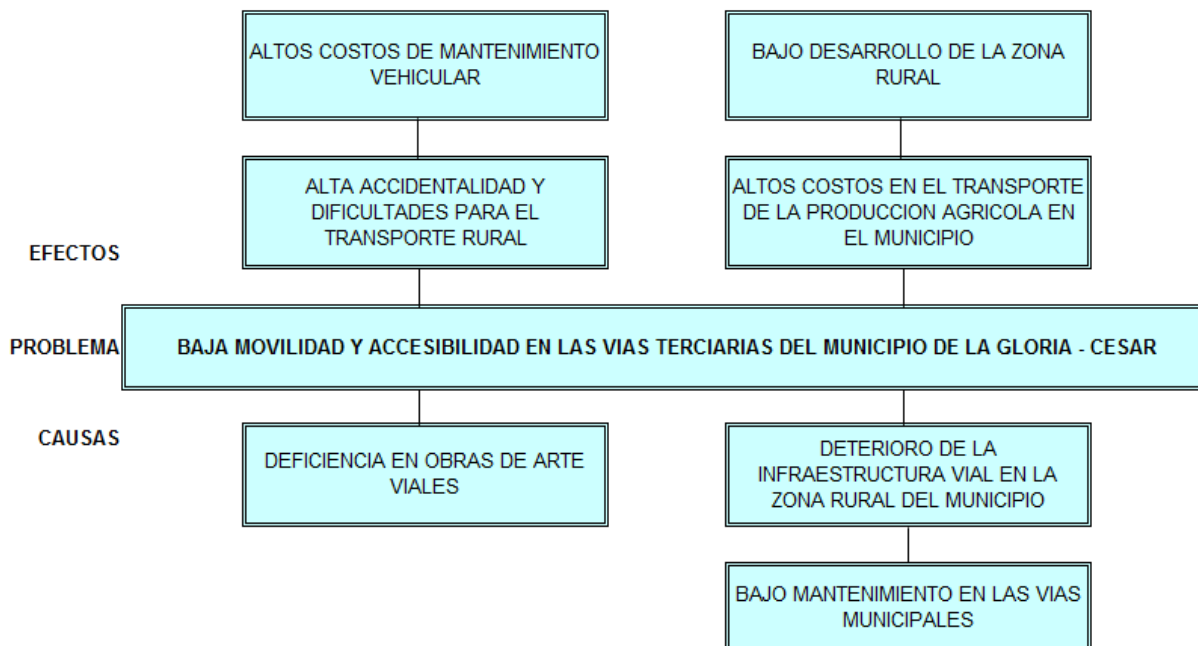 ALTOS COSTOS DE MANTENIMIENTO
VEHICULAR
BAJO DESARROLLO DE LA ZONA
RURAL
ALTA ACCIDENTALIDAD Y
DIFICULTADES PARA EL
TRANSPORTE RURAL
ALTOS COSTOS EN EL TRANSPORTE
DE LA PRODUCCION AGRICOLA EN
EL MUNICIPIO
EFECTOS
PROBLEMA
BAJA MOVILIDAD Y ACCESIBILIDAD EN LAS VIAS TERCIARIAS DEL MUNICIPIO DE LA GLORIA - CESAR
CAUSAS
DEFICIENCIA EN OBRAS DE ARTE
VIALES
DETERIORO DE LA
INFRAESTRUCTURA VIAL EN LA
ZONA RURAL DEL MUNICIPIO
BAJO MANTENIMIENTO EN LAS VIAS
MUNICIPALES